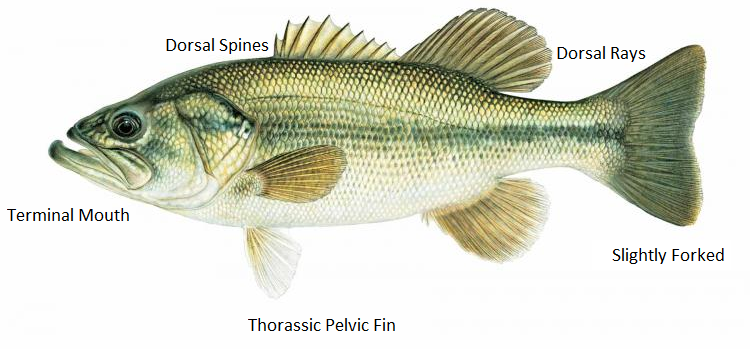 Dorsal Spines
Dorsal Rays
Terminal Mouth
Slightly Forked
Thorassic Pelvic Fin